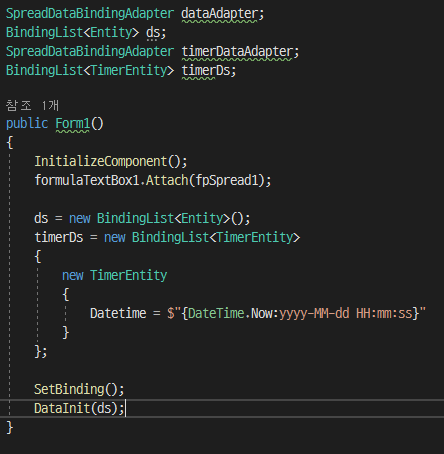 SpreadDataBindingAdapter dataAdapter;
BindingList<Entity> ds;
SpreadDataBindingAdapter timerDataAdapter;
BindingList<TimerEntity> timerDs;
참조 1개
public Form1()
{
InitializeComponent();
formulaTextBox1.Attach(fpSpread1);
ds = new BindingList<Entity>();
timerDs = new BindingList<TimerEntity>
{
new TimerEntity
{
Datetime = $"{DateTime.Now:yyyy-MM-dd HH:mm:ss}"
}
};
SetBinding();
DataInit(ds);
}